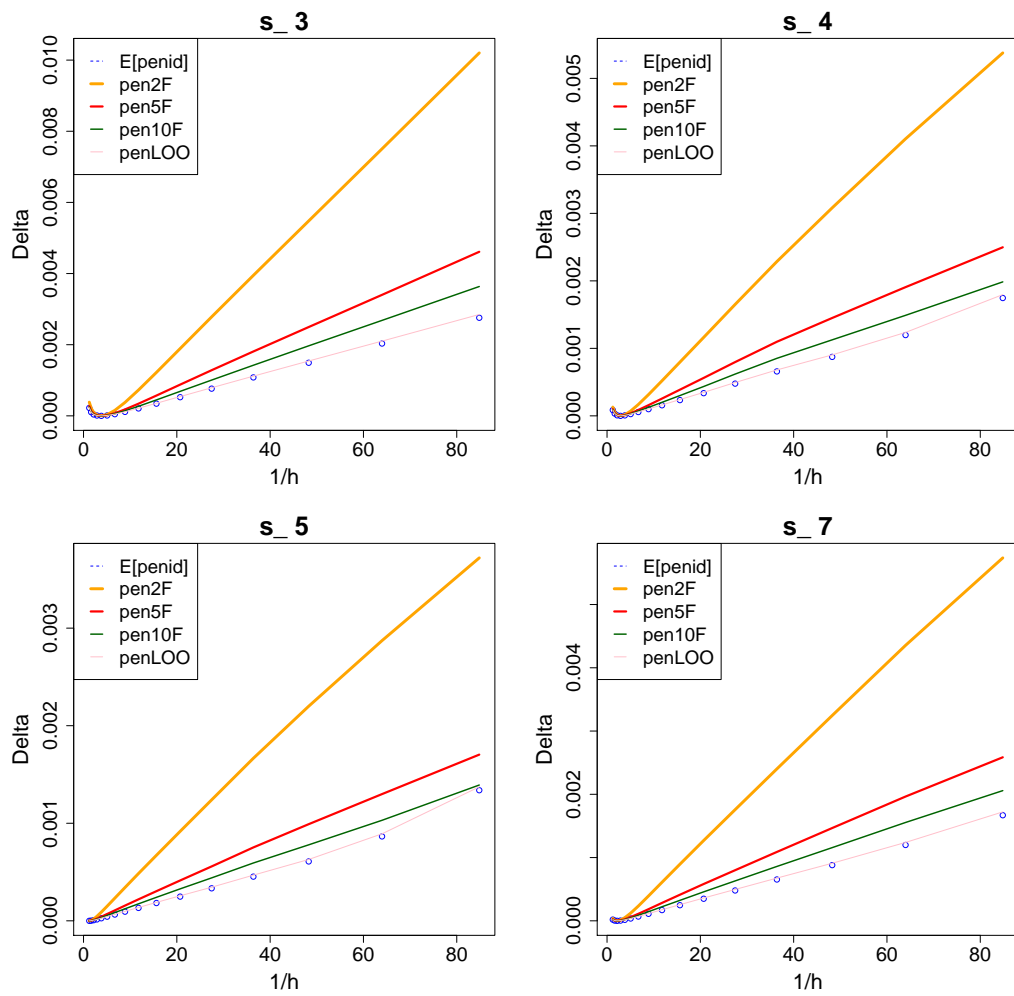 s_ 3
E[penid]
pen2F
pen5F
pen10F
penLOO
Delta
0.000
0.002
0.004
0.006
0.008
0.010
0 20 40 60 80
1/h
s_ 4
E[penid]
pen2F
pen5F
pen10F
penLOO
Delta
0.000
0.001
0.002
0.003
0.004
0.005
0 20 40 60 80
1/h
s_ 5
E[penid]
pen2F
pen5F
pen10F
penLOO
Delta
0.000
0.001
0.002
0.003
0 20 40 60 80
1/h
s_ 7
E[penid]
pen2F
pen5F
pen10F
penLOO
Delta
0.000
0.002
0.004
0 20 40 60 80
1/h